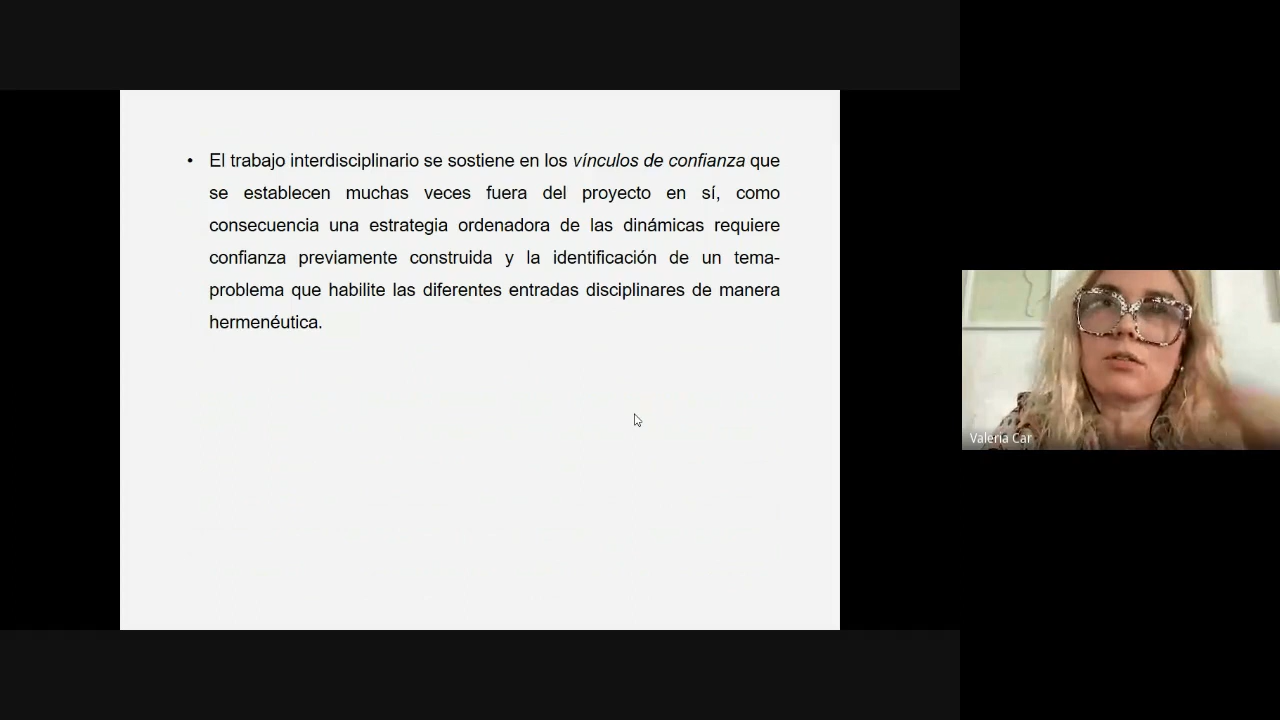 • El trabajo interdisciplinario se sostiene en los vínculos de confianza que
se establecen muchas veces fuera del proyecto en sí, como
consecuencia una estrategia ordenadora de las dinámicas requiere
confianza previamente construida y la identificación de un tema-
problema que habilite las diferentes entradas disciplinares de manera
hermenéutica.
Valeria Car